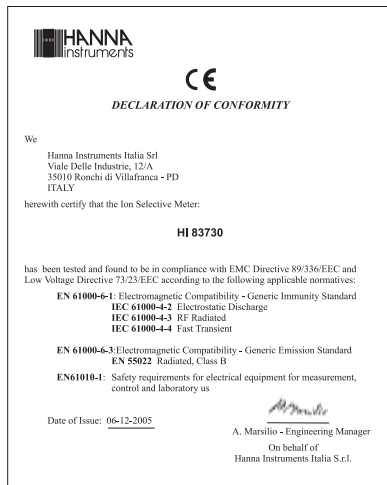 HANNA
instruments
CE
DECLARATION OF CONFORMITY
We
Hanna Instruments Italia Srl
Viale Delle Industrie, 12/A
35010 Ronchi di Villafranca - PD
ITALY
herewith certify that the Ion Selective Meter:
HI 83730
has been tested and found to be in compliance with EMC Directive 89/336/EEC and
Low Voltage Directive 73/23/EEC according to the following applicable normatives:
EN 61000-6-1: Electromagnetic Compatibility - Generic Immunity Standard
IEC 61000-4-2 Electrostatic Discharge
IEC 61000-4-3 RF Radiated
IEC 61000-4-4 Fast Transient
EN 61000-6-3:Electromagnetic Compatibility - Generic Emission Standard
EN 55022 Radiated, Class B
EN61010-1: Safety requirements for electrical equipment for measurement,
control and laboratory us
Date of Issue: 06-12-2005
A. Marsilio - Engineering Manager
On behalf of
Hanna Instruments Italia S.r.l.